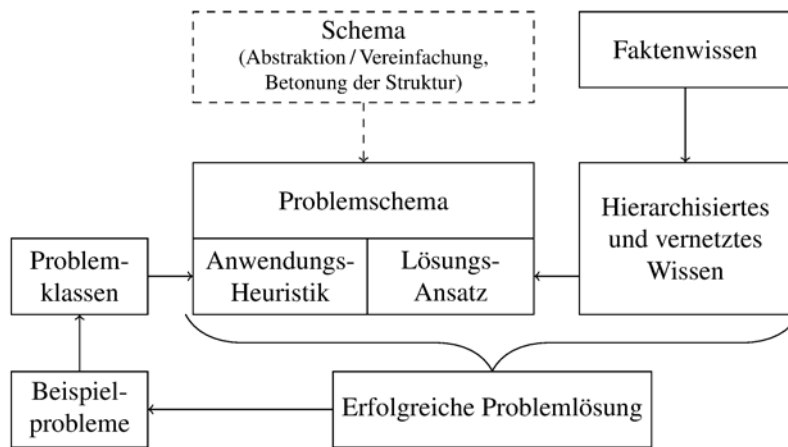 Schema
(Abstraktion / Vereinfachung,
Betonung der Struktur)
Faktenwissen
Problemschema
Anwendungs-
Heuristik
Lösungs-
Ansatz
Hierarchisiertes
und vernetztes
Wissen
Problem-
klassen
Beispiel-
probleme
Erfolgreiche Problemlösung